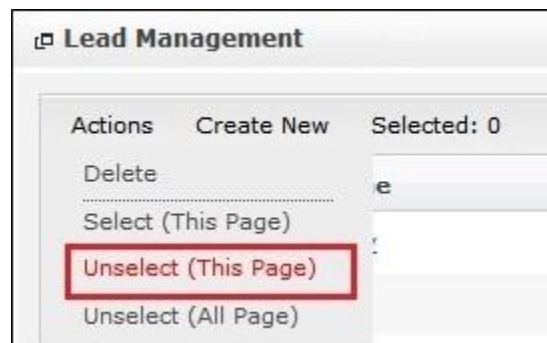 Lead Management
Actions Create New Selected: 0
Delete
Select (This Page)
Unselect (This Page)
Unselect (All Page)